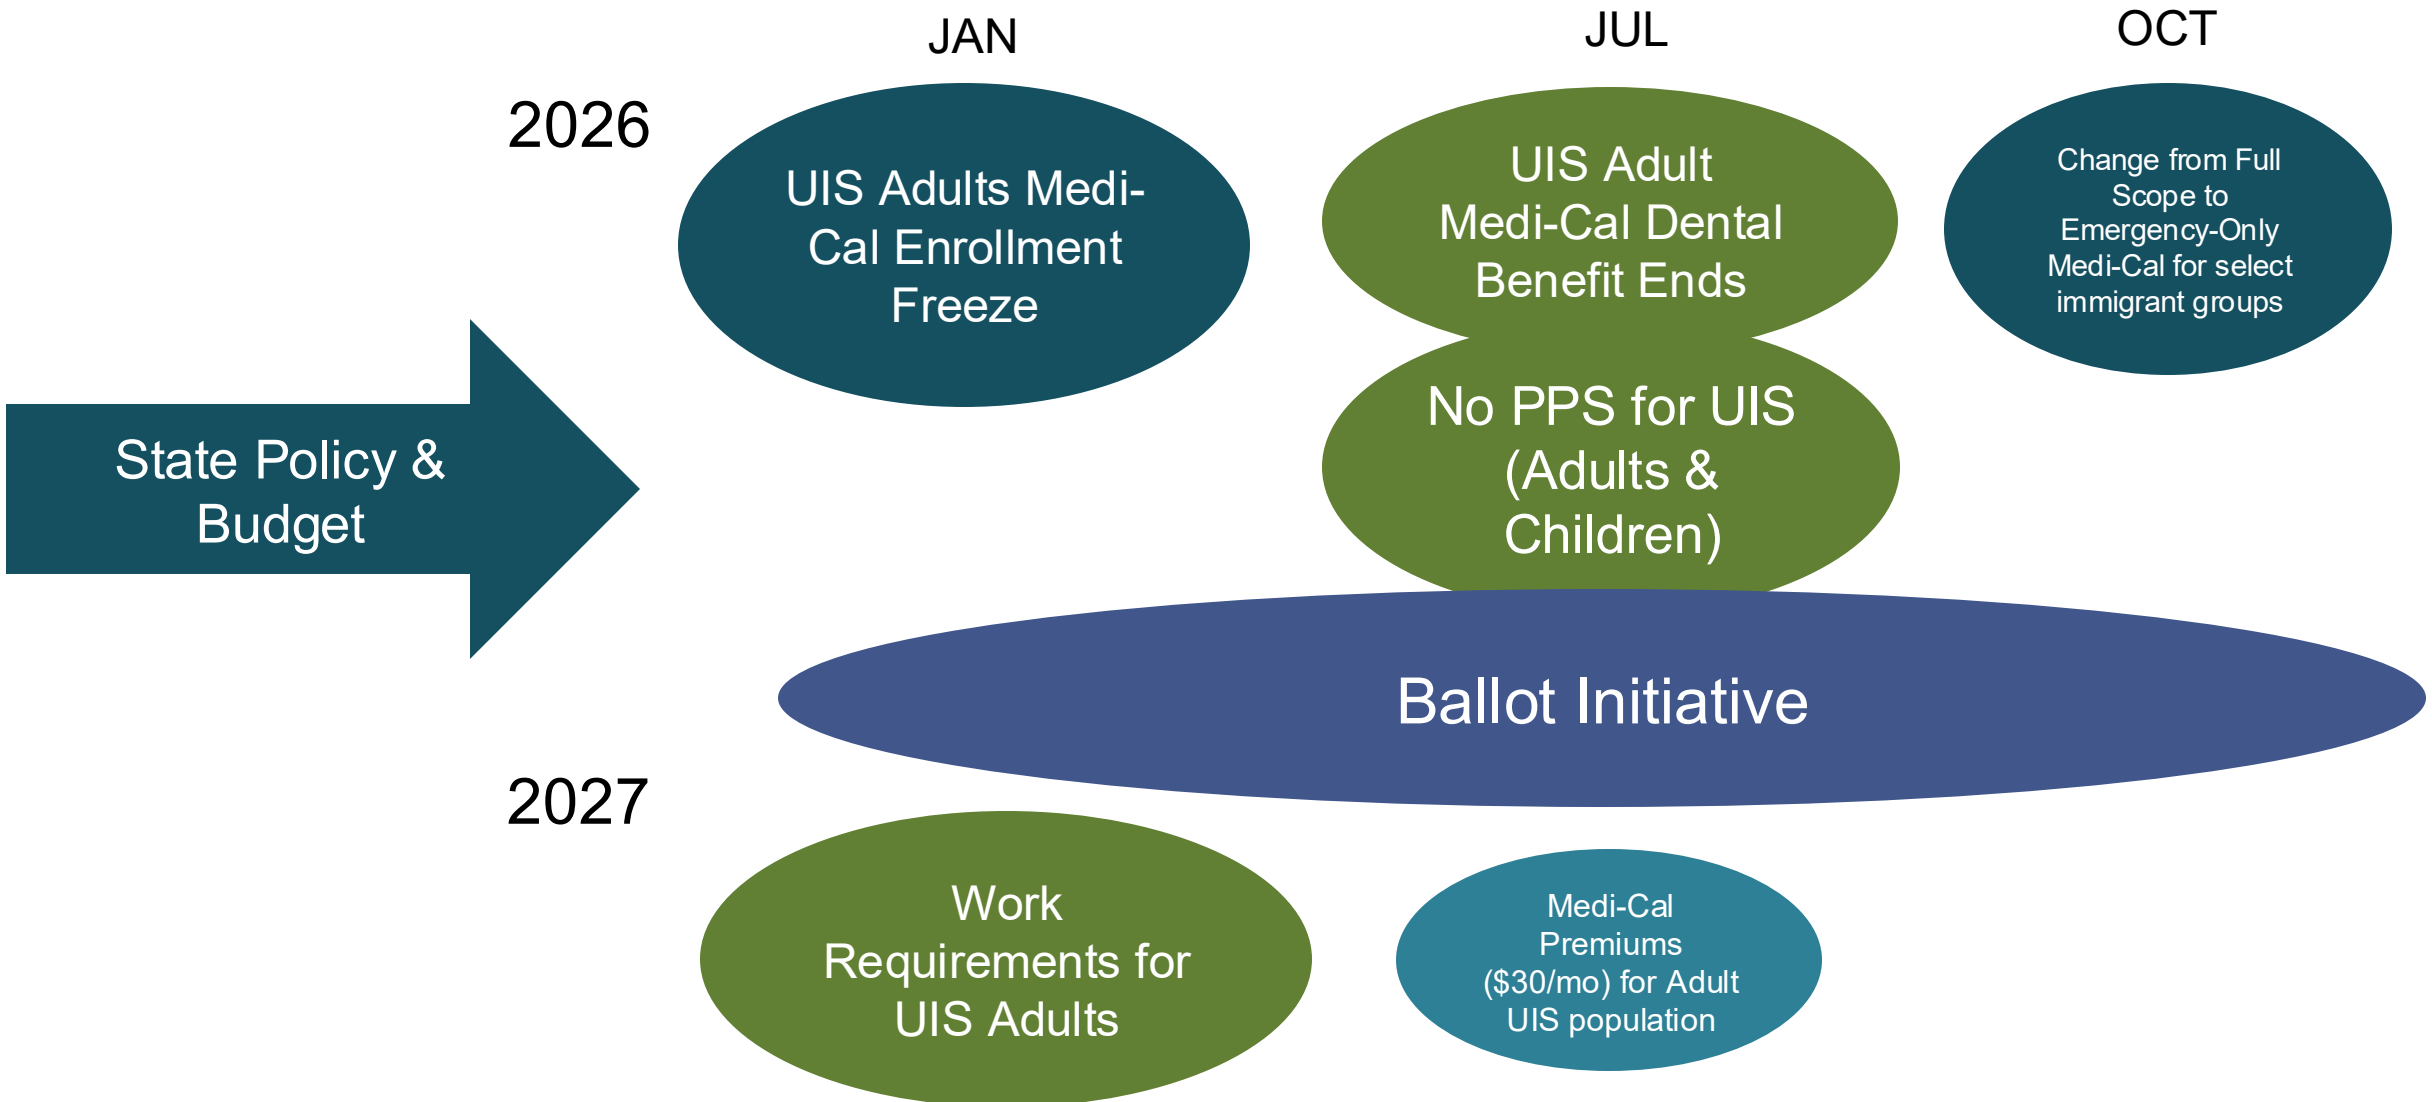 JAN
JUL
OCT
2026
UIS Adults Medi-
Cal Enrollment
Freeze
UIS Adult
Medi-Cal Dental
Benefit Ends
Change from Full
Scope to
Emergency-Only
Medi-Cal for select
immigrant groups
State Policy &
Budget
No PPS for UIS
(Adults &
Children)
Ballot Initiative
2027
Work
Requirements for
UIS Adults
Medi-Cal
Premiums
($30/mo) for Adult
UIS population